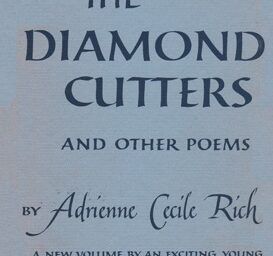 THE
DIAMOND
CUTTERS
AND OTHER POEMS
BY Adrienne Cecile Rich
A NEW VOLUME BY AN EXCITING YOUNG